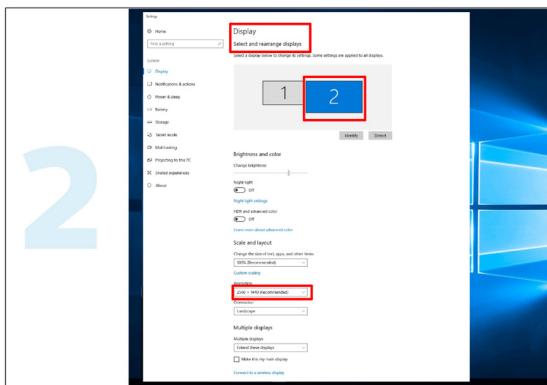 2
Settings
Home
Find a setting
System
Display
Notifications & actions
Power & sleep
Battery
Storage
Tablet mode
Multitasking
Projecting to this PC
Shared experiences
About
Display
Select and rearrange displays
Select a display below to change its settings. Some settings are applied to all displays.
1
2
Identify Detect
Brightness and color
Change brightness
Night light
Off
Night light settings
HDR and advanced color
Off
Learn more about advanced color
Scale and layout
Change the size of text, apps, and other items
100% (Recommended)
Custom scaling
Resolution
2560 × 1440 (Recommended)
Orientation
Landscape
Multiple displays
Multiple displays
Extend these displays
Make this my main display
Connect to a wireless display